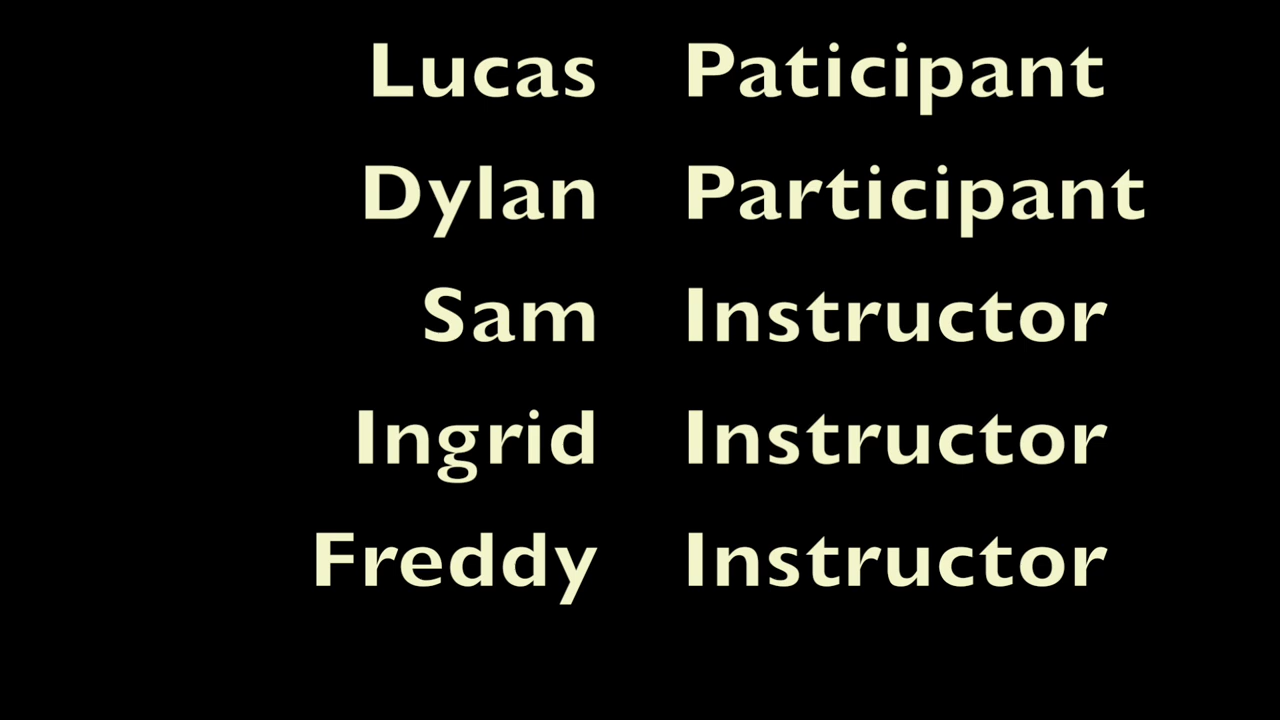 Lucas Paticipant
Dylan Participant
Sam Instructor
Ingrid Instructor
Freddy Instructor